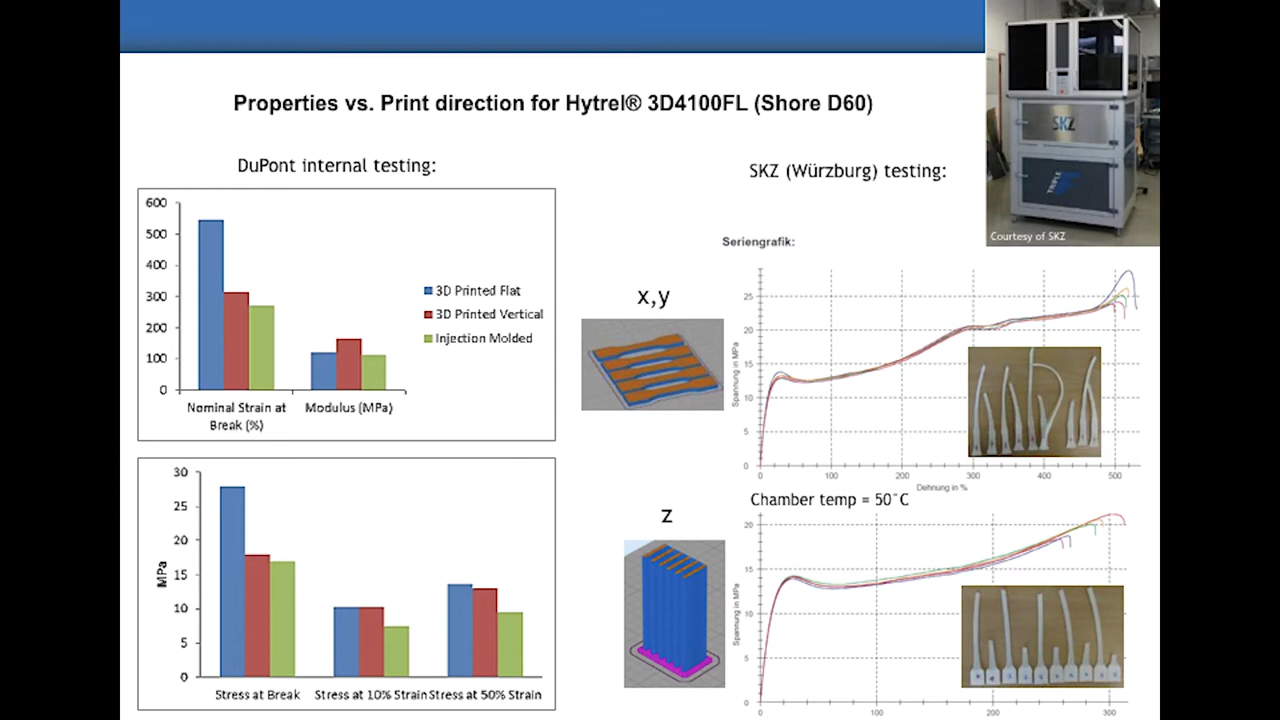 Properties vs. Print direction for Hytrel® 3D4100FL (Shore D60)
DuPont internal testing:
600
500
400
300
200
100
0
Nominal Strain at
Break (%)
Modulus (MPa)
3D Printed Flat
3D Printed Vertical
Injection Molded
30
25
20
15
10
5
0
MPa
Stress at Break
Stress at 10% Strain
Stress at 50% Strain
SKZ (Würzburg) testing:
SKZ
TRIPLE
Courtesy of SKZ
Seriengrafik:
x,y
25
20
15
10
5
0
Spannung in MPa
0
100
200
300
400
500
Dehnung in %
Chamber temp = 50°C
z
20
15
10
5
0
Spannung in MPa
0
100
200
300